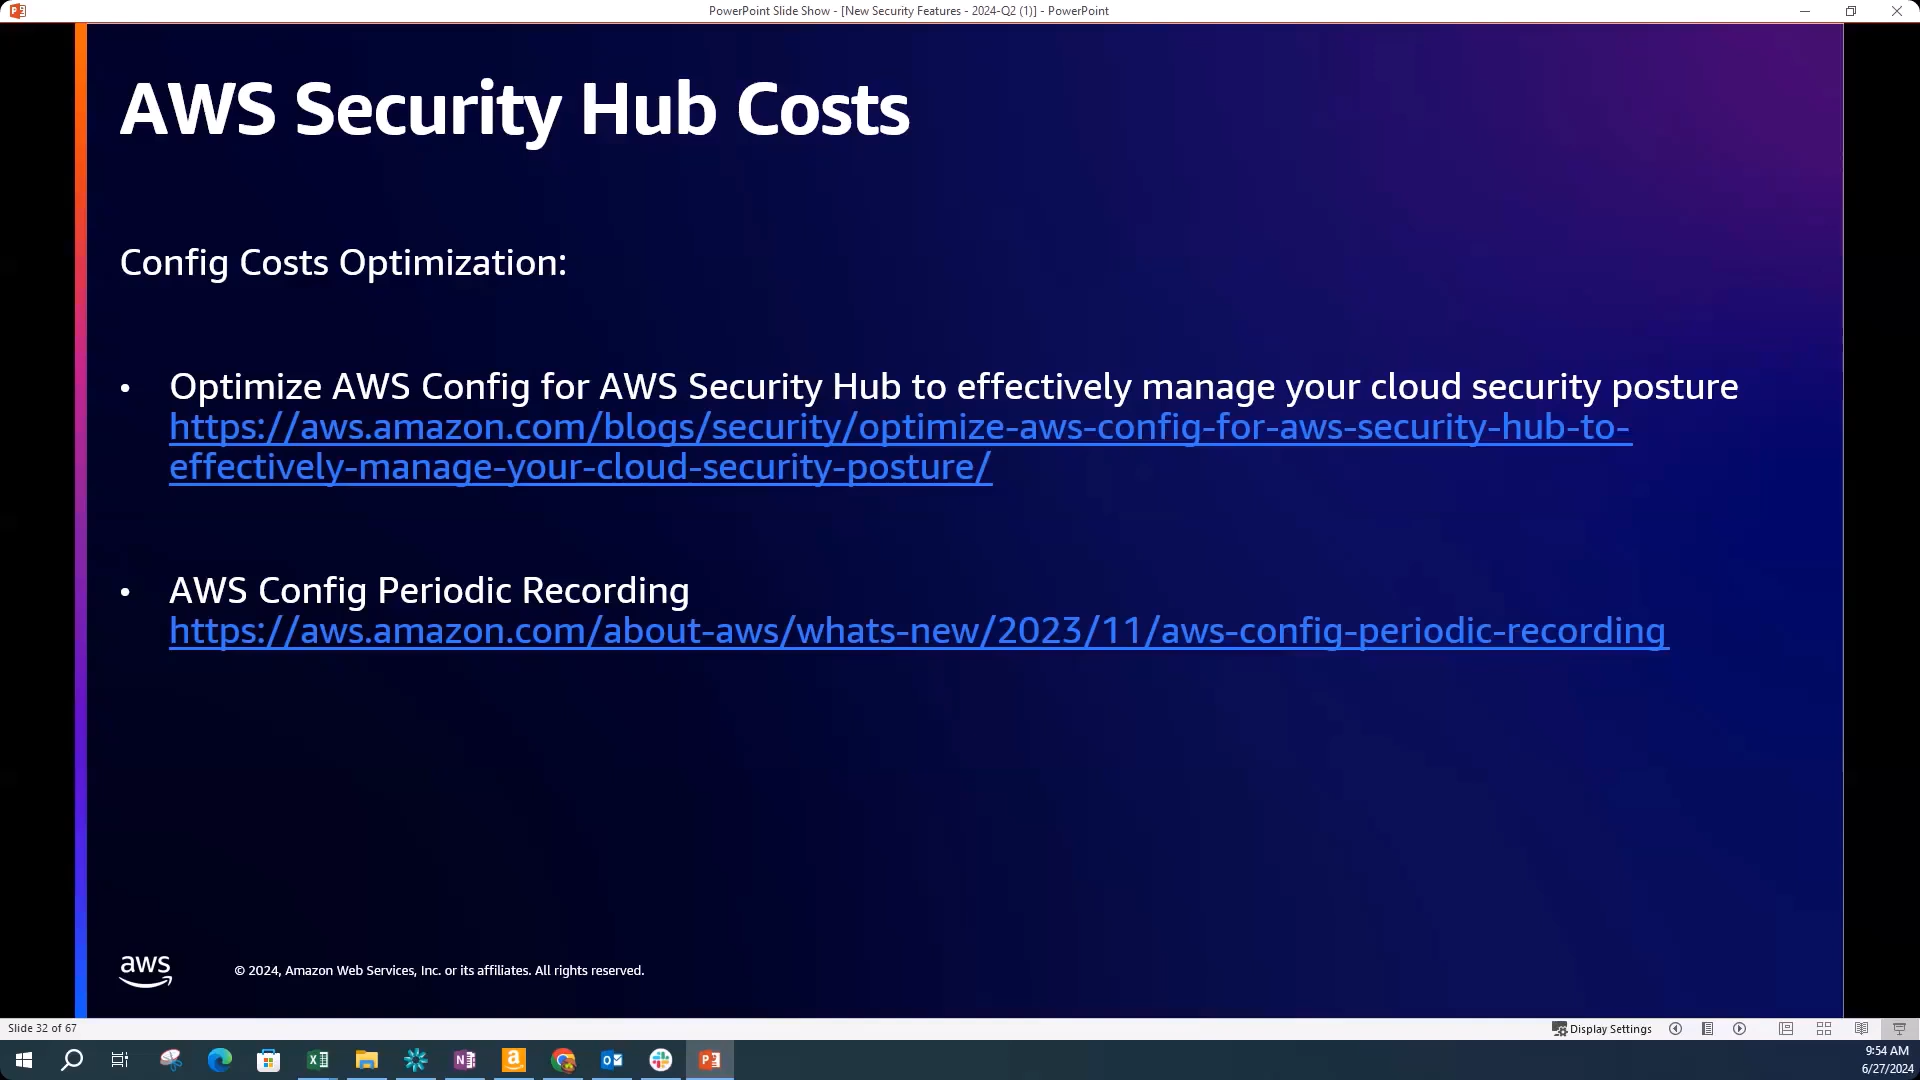 PowerPoint Slide Show - [New Security Features - 2024-Q2 (1)] - PowerPoint
AWS Security Hub Costs
Config Costs Optimization:
• Optimize AWS Config for AWS Security Hub to effectively manage your cloud security posture
https://aws.amazon.com/blogs/security/optimize-aws-config-for-aws-security-hub-to-
effectively-manage-your-cloud-security-posture/
• AWS Config Periodic Recording
https://aws.amazon.com/about-aws/whats-new/2023/11/aws-config-periodic-recording
aws
© 2024, Amazon Web Services, Inc. or its affiliates. All rights reserved.
Slide 32 of 67
Display Settings
9:54 AM
6/27/2024